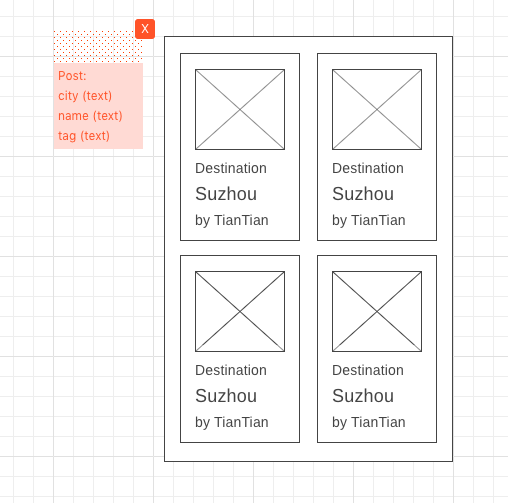 X
Post:
city (text)
name (text)
tag (text)
Destination
Suzhou
by TianTian
Destination
Suzhou
by TianTian
Destination
Suzhou
by TianTian
Destination
Suzhou
by TianTian